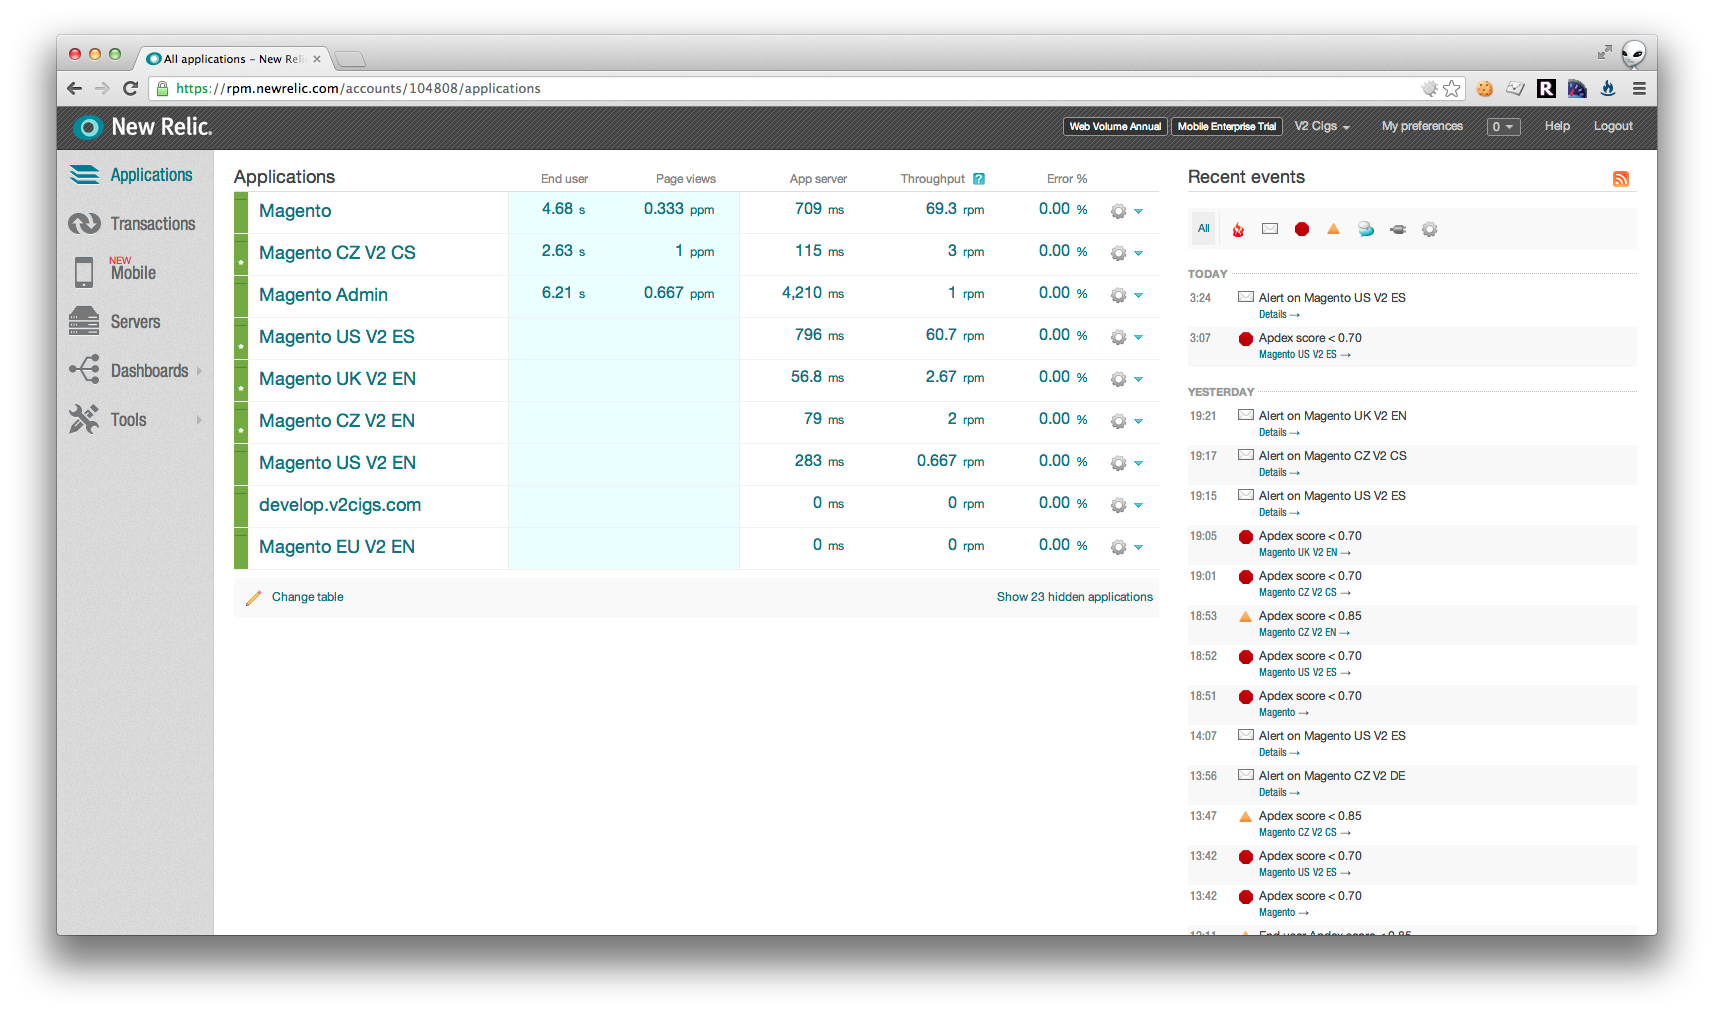 All applications – New Reli
https://rpm.newrelic.com/accounts/104808/applications
R
New Relic.
Web Volume Annual
Mobile Enterprise Trial
V2 Cigs
My preferences
0
Help
Logout
Applications
Transactions
NEW
Mobile
Servers
Dashboards
Tools
Applications End user Page views App server Throughput ? Error %
Magento 4.68 s 0.333 ppm 709 ms 69.3 rpm 0.00 %
Magento CZ V2 CS 2.63 s 1 ppm 115 ms 3 rpm 0.00 %
Magento Admin 6.21 s 0.667 ppm 4,210 ms 1 rpm 0.00 %
Magento US V2 ES 796 ms 60.7 rpm 0.00 %
Magento UK V2 EN 56.8 ms 2.67 rpm 0.00 %
Magento CZ V2 EN 79 ms 2 rpm 0.00 %
Magento US V2 EN 283 ms 0.667 rpm 0.00 %
develop.v2cigs.com 0 ms 0 rpm 0.00 %
Magento EU V2 EN 0 ms 0 rpm 0.00 %
Change table
Show 23 hidden applications
Recent events
All
TODAY
3:24 Alert on Magento US V2 ES
Details →
3:07 Apdex score < 0.70
Magento US V2 ES →
YESTERDAY
19:21 Alert on Magento UK V2 EN
Details →
19:17 Alert on Magento CZ V2 CS
Details →
19:15 Alert on Magento US V2 ES
Details →
19:05 Apdex score < 0.70
Magento UK V2 EN →
19:01 Apdex score < 0.70
Magento CZ V2 CS →
18:53 Apdex score < 0.85
Magento CZ V2 EN →
18:52 Apdex score < 0.70
Magento US V2 ES →
18:51 Apdex score < 0.70
Magento →
14:07 Alert on Magento US V2 ES
Details →
13:56 Alert on Magento CZ V2 DE
Details →
13:47 Apdex score < 0.85
Magento CZ V2 CS →
13:42 Apdex score < 0.70
Magento US V2 ES →
13:42 Apdex score < 0.70
Magento →
End user Apdex score < 0.85